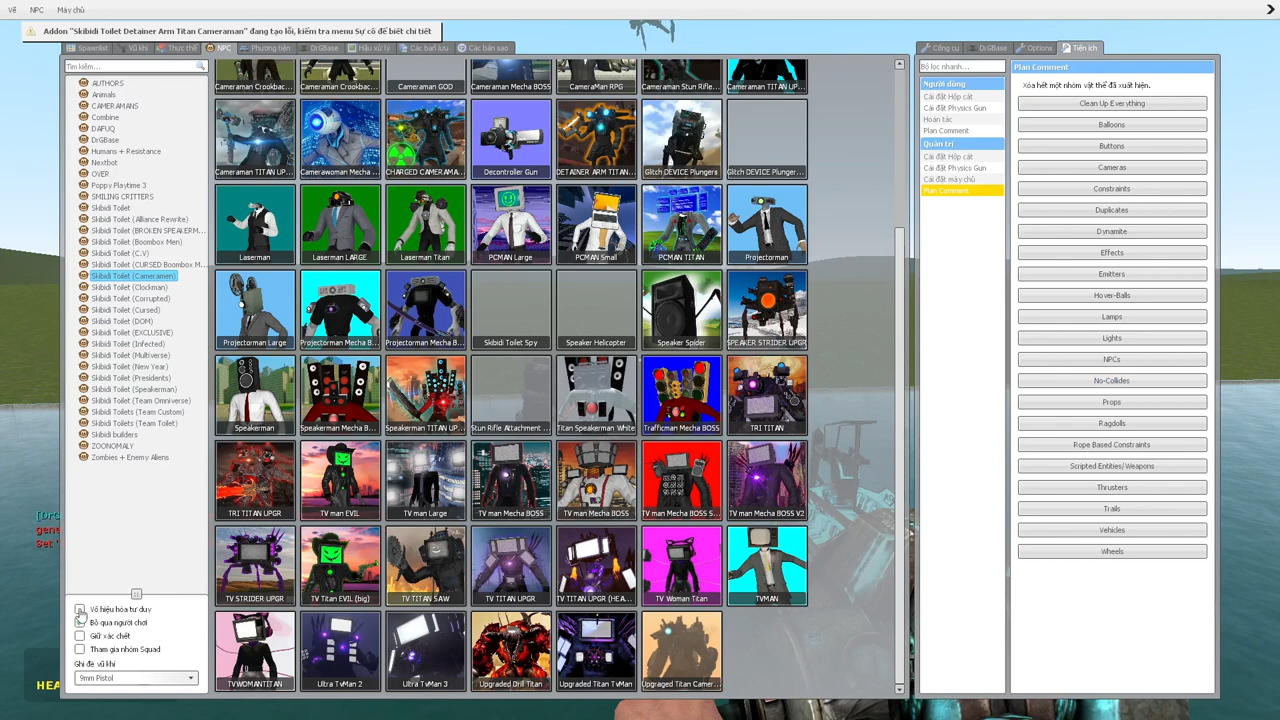 Vẽ NPC Máy chủ
Addon "Skibidi Toilet Detainer Arm Titan Cameraman" đang tạo lỗi, kiểm tra menu Sự cố để biết chi tiết
Spawnlist Vũ khí Thực thể NPC Phương tiện DrGBase Hậu xử lý Các bản lưu Các bản sao
Công cụ DrGBase Options Tiện ích
Tìm kiếm...
AUTHORS
Animals
CAMERAMANS
Combine
DAFUQ
DrGBase
Humans + Resistance
Nextbot
OVER
Poppy Playtime 3
SMILING CRITTERS
Skibidi Toilet
Skibidi Toilet (Alliance Rewrite)
Skibidi Toilet (BROKEN SPEAKERM...
Skibidi Toilet (Boombox Men)
Skibidi Toilet (C.V)
Skibidi Toilet (CURSED Boombox M...
Skibidi Toilet (Cameramen)
Skibidi Toilet (Clockman)
Skibidi Toilet (Corrupted)
Skibidi Toilet (Cursed)
Skibidi Toilet (DOM)
Skibidi Toilet (EXCLUSIVE)
Skibidi Toilet (Infected)
Skibidi Toilet (Multiverse)
Skibidi Toilet (New Year)
Skibidi Toilet (Presidents)
Skibidi Toilet (Speakerman)
Skibidi Toilet (Team Omniverse)
Skibidi Toilets (Team Custom)
Skibidi Toilets (Team Toilet)
Skibidi builders
ZOONOMALY
Zombies + Enemy Aliens
Vô hiệu hóa tư duy
Bỏ qua người chơi
Giữ xác chết
Tham gia nhóm Squad
Ghi đè vũ khí
9mm Pistol
Cameraman Crookbac... Cameraman Crookbac... Cameraman GOD Cameraman Mecha BOSS CameraMan RPG Cameraman Stun Rifle... Cameraman TITAN UP...
Cameraman TITAN UP... Camerawoman Mecha ... CHARGED CAMERAMA... Decontroller Gun DETAINER ARM TITAN... Glitch DEVICE Plungers Glitch DEVICE Plunger...
Laserman Laserman LARGE Laserman Titan PCMAN Large PCMAN Small PCMAN TITAN Projectorman
Projectorman Large Projectorman Mecha B... Projectorman Mecha B... Skibidi Toilet Spy Speaker Helicopter Speaker Spider SPEAKER STRIDER UPGR
Speakerman Speakerman Mecha B... Speakerman TITAN UP... Stun Rifle Attachment ... Titan Speakerman White Trafficman Mecha BOSS TRI TITAN
TRI TITAN UPGR TV man EVIL TV man Large TV man Mecha BOSS TV man Mecha BOSS TV man Mecha BOSS S... TV man Mecha BOSS V2
TV STRIDER UPGR TV Titan EVIL (big) TV TITAN SAW TV TITAN UPGR TV TITAN UPGR (HEA... TV Woman Titan TVMAN
TVWOMANTITAN Ultra TvMan 2 Ultra TvMan 3 Upgraded Drill Titan Upgraded Titan TvMan Upgraged Titan Camer...
Bộ lọc nhanh...
Người dùng
Cài đặt Hộp cát
Cài đặt Physics Gun
Hoàn tác
Plan Comment
Quản trị
Cài đặt Hộp cát
Cài đặt Physics Gun
Cài đặt máy chủ
Plan Comment
Plan Comment
Xóa hết một nhóm vật thể đã xuất hiện.
Clean Up Everything
Balloons
Buttons
Cameras
Constraints
Duplicates
Dynamite
Effects
Emitters
Hover-Balls
Lamps
Lights
NPCs
No-Collides
Props
Ragdolls
Rope Based Constraints
Scripted Entities/Weapons
Thrusters
Trails
Vehicles
Wheels
[DrG
gene
Set '
HEA